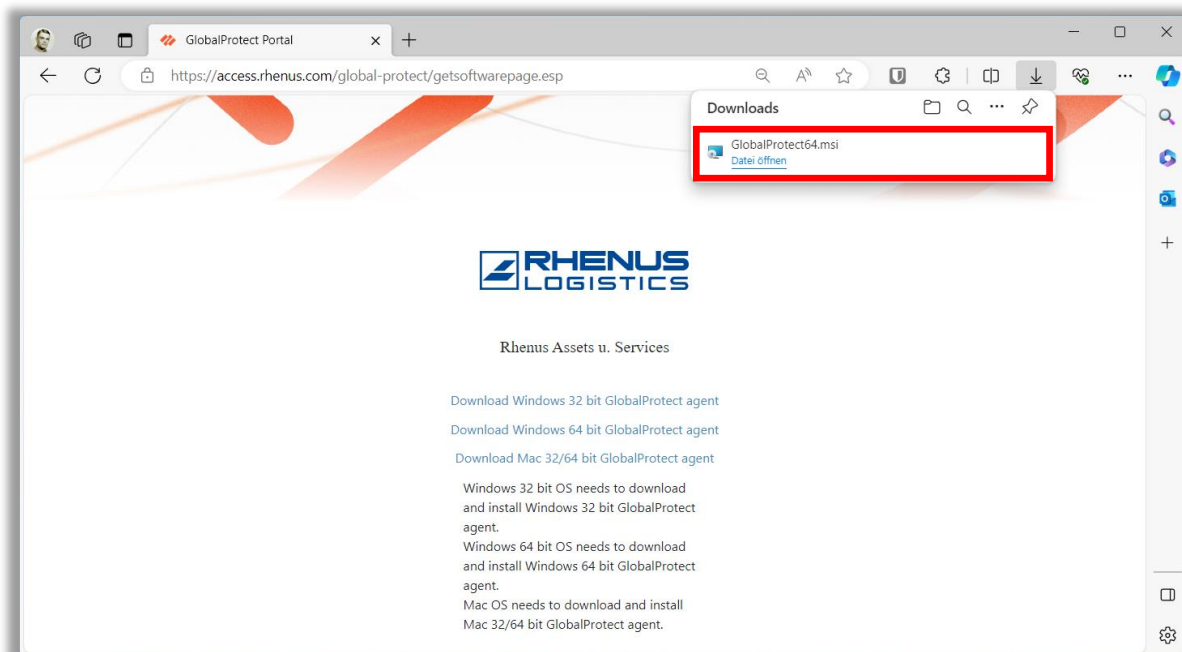 GlobalProtect Portal
https://access.rhenus.com/global-protect/getsoftwarepage.esp
Downloads
GlobalProtect64.msi
Datei öffnen
RHENUS
LOGISTICS
Rhenus Assets u. Services
Download Windows 32 bit GlobalProtect agent
Download Windows 64 bit GlobalProtect agent
Download Mac 32/64 bit GlobalProtect agent
Windows 32 bit OS needs to download
and install Windows 32 bit GlobalProtect
agent.
Windows 64 bit OS needs to download
and install Windows 64 bit GlobalProtect
agent.
Mac OS needs to download and install
Mac 32/64 bit GlobalProtect agent.